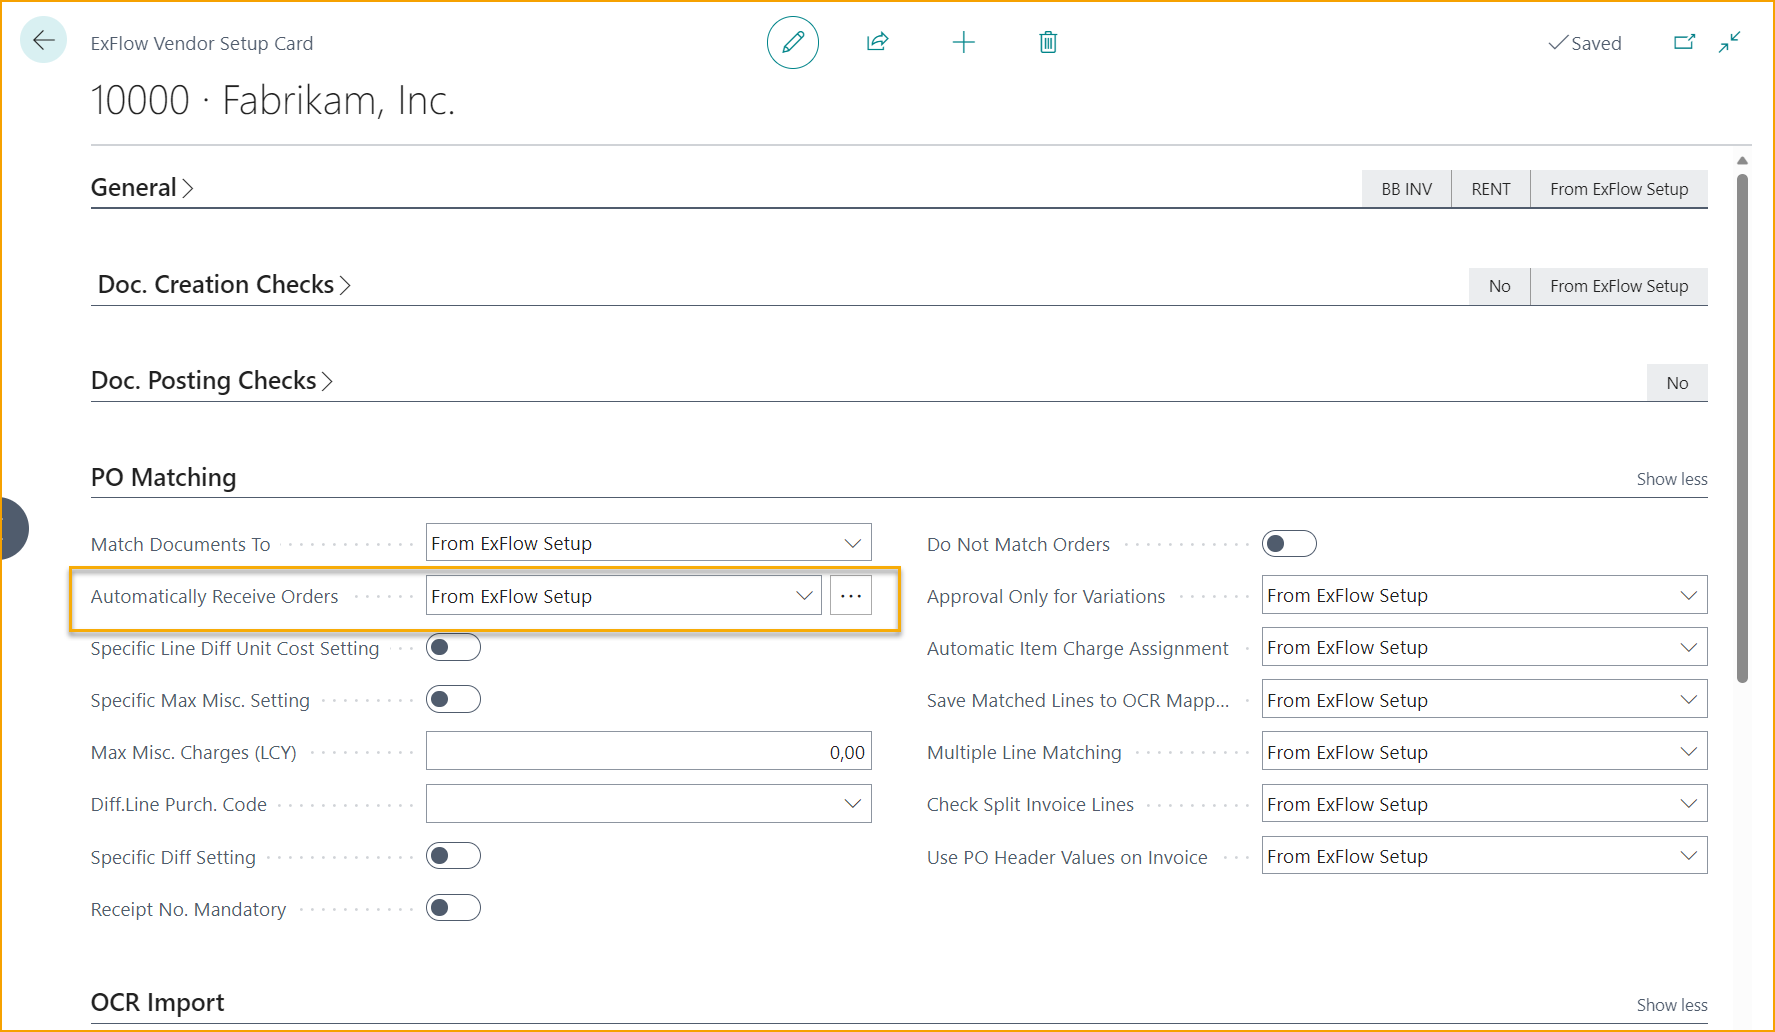 ExFlow Vendor Setup Card
Saved
10000 · Fabrikam, Inc.
General
BB INV
RENT
From ExFlow Setup
Doc. Creation Checks
No
From ExFlow Setup
Doc. Posting Checks
No
PO Matching
Show less
Match Documents To
From ExFlow Setup
Automatically Receive Orders
From ExFlow Setup
Specific Line Diff Unit Cost Setting
Specific Max Misc. Setting
Max Misc. Charges (LCY)
0,00
Diff.Line Purch. Code
Specific Diff Setting
Receipt No. Mandatory
Do Not Match Orders
Approval Only for Variations
From ExFlow Setup
Automatic Item Charge Assignment
From ExFlow Setup
Save Matched Lines to OCR Mapp...
From ExFlow Setup
Multiple Line Matching
From ExFlow Setup
Check Split Invoice Lines
From ExFlow Setup
Use PO Header Values on Invoice
From ExFlow Setup
OCR Import
Show less